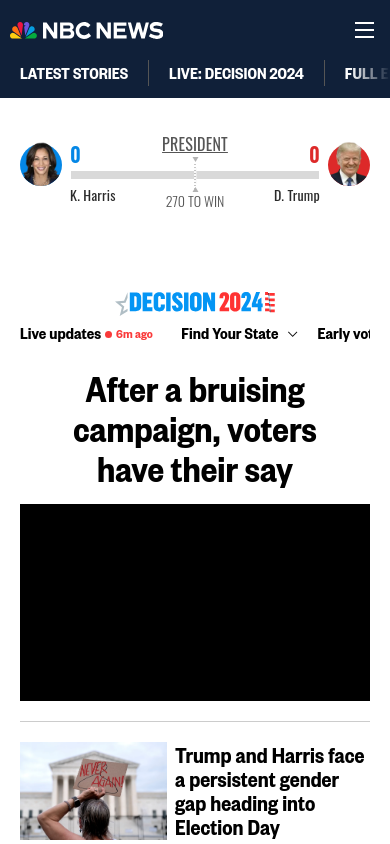 NBC NEWS
LATEST STORIES
LIVE: DECISION 2024
FULL E
PRESIDENT
0
0
K. Harris
D. Trump
270 TO WIN
DECISION 2024
Live updates
6m ago
Find Your State
Early vot
After a bruising
campaign, voters
have their say
NEVER
AGAIN!
Trump and Harris face
a persistent gender
gap heading into
Election Day